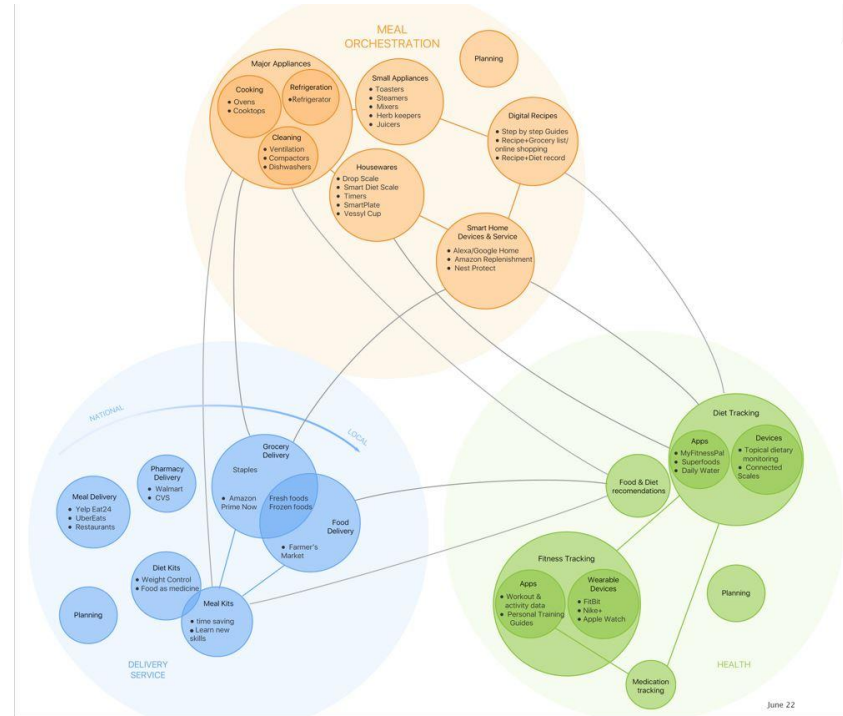 MEAL
ORCHESTRATION
Planning
Major Appliances
Cooking
• Ovens
• Cooktops
Refrigeration
•Refrigerator
Cleaning
• Ventilation
• Compactors
• Dishwashers
Small Appliances
• Toasters
• Steamers
• Mixers
• Herb keepers
• Juicers
Digital Recipes
• Step by step Guides
• Recipe+Grocery list/
online shopping
• Recipe+Diet record
Housewares
• Drop Scale
• Smart Diet Scale
• Timers
• SmartPlate
• Vessyl Cup
Smart Home
Devices & Service
• Alexa/Google Home
• Amazon Replenishment
• Nest Protect
NATIONAL
LOCAL
Grocery
Delivery
Staples
• Amazon
Prime Now
Fresh foods
Frozen foods
Food
Delivery
• Farmer's
Market
Pharmacy
Delivery
• Walmart
• CVS
Meal Delivery
• Yelp Eat24
• UberEats
• Restaurants
Diet Kits
• Weight Control
• Food as medicine
Meal Kits
• time saving
• Learn new
skills
Planning
DELIVERY
SERVICE
Diet Tracking
Apps
• MyFitnessPal
• Superfoods
• Daily Water
Devices
• Topical dietary
monitoring
• Connected
Scales
Food & Diet
recomendations
Fitness Tracking
Apps
• Workout &
activity data
• Personal Training
Guides
Wearable
Devices
• FitBit
• Nike+
• Apple Watch
Planning
Medication
tracking
HEALTH
June 22